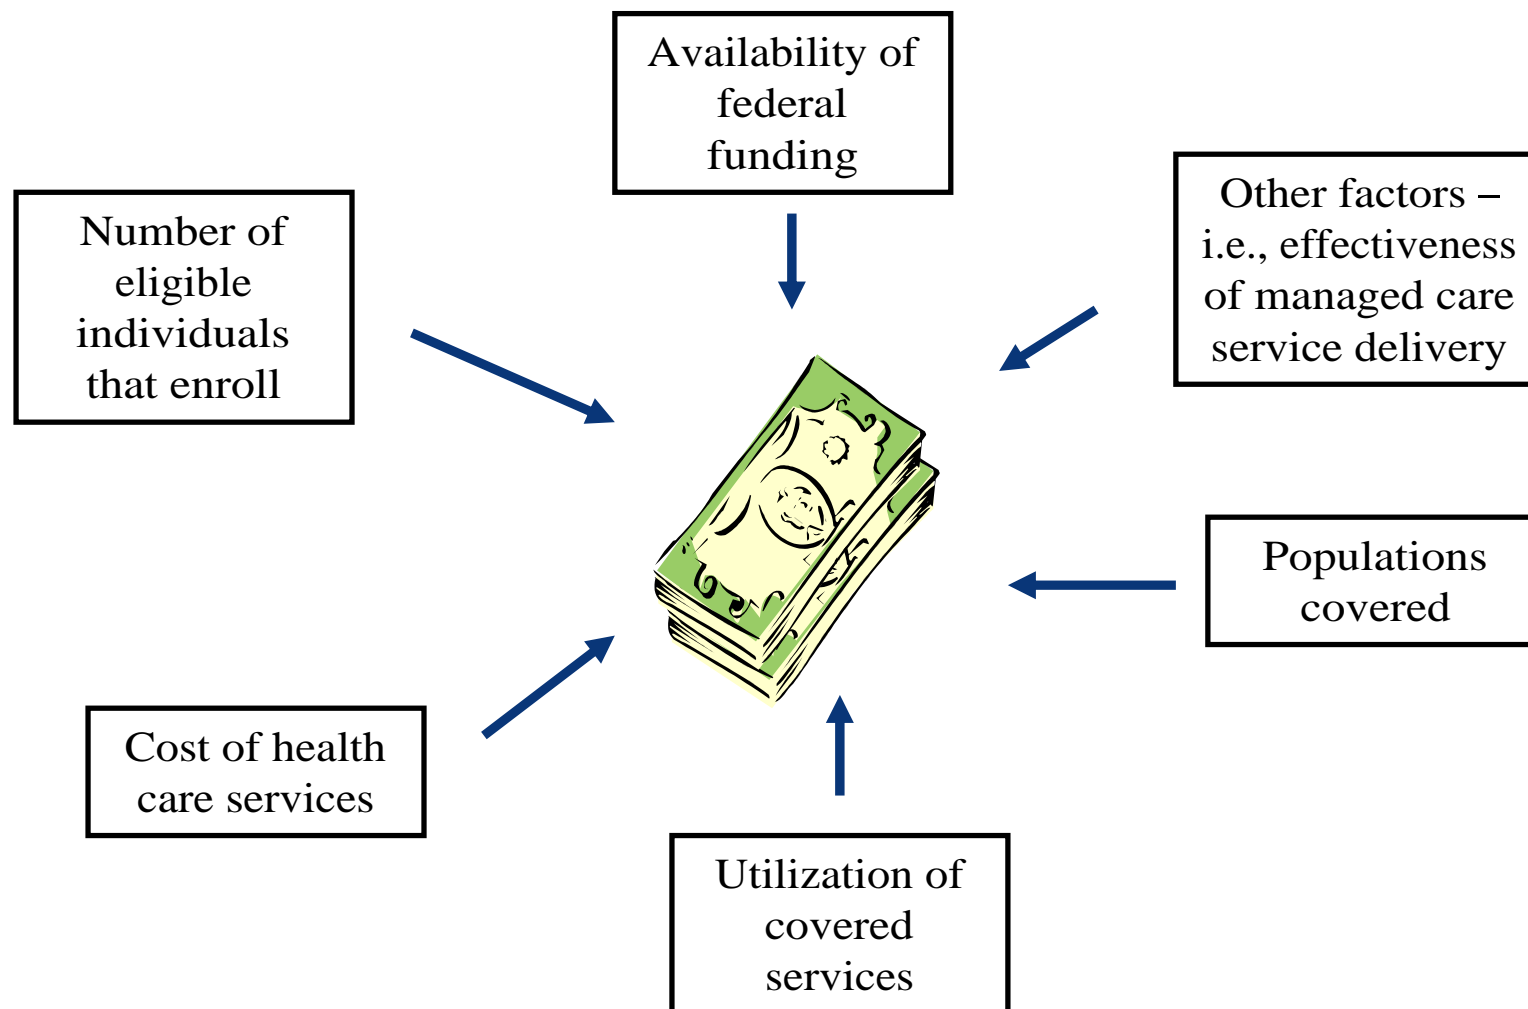 Availability of
federal
funding
Number of
eligible
individuals
that enroll
Other factors –
i.e., effectiveness
of managed care
service delivery
Populations
covered
Cost of health
care services
Utilization of
covered
services